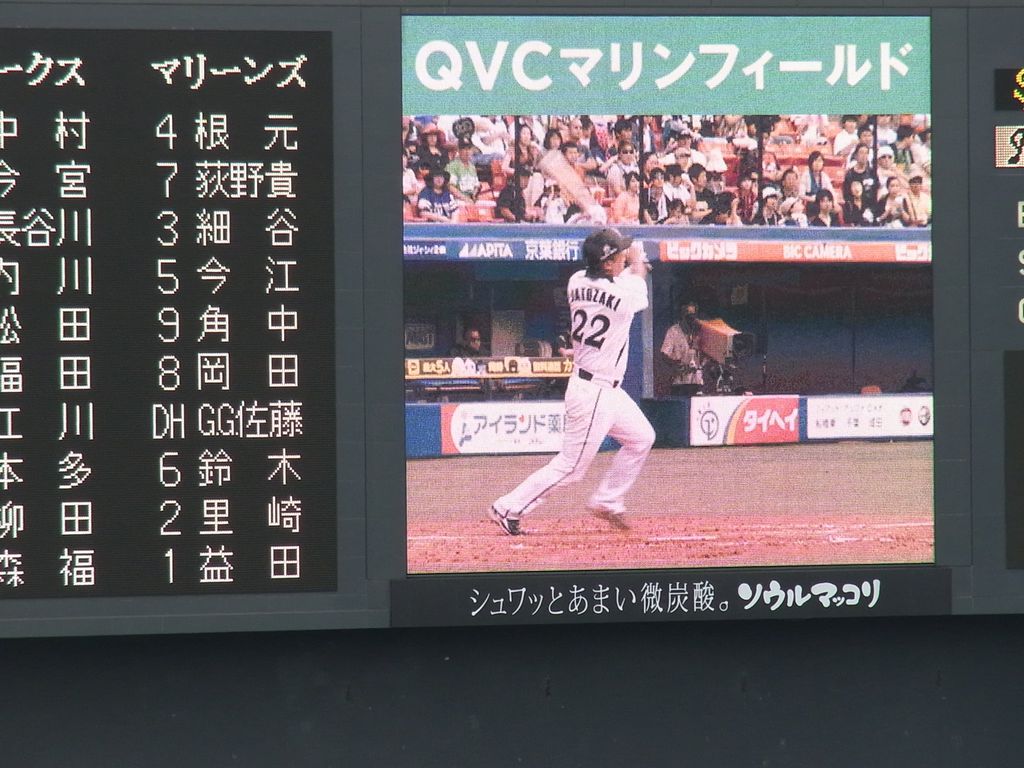 ークス マリーンズ
中村 4 根元
今宮 7 荻野貴
長谷川 3 細谷
内川 5 今江
松田 9 角中
福田 8 岡田
江川 DH G.G.佐藤
本多 6 鈴木
柳田 2 里崎
森福 1 益田
QVCマリンフィールド
APITA 京葉銀行 ビックカメラ BIC CAMERA ビック
SATOZAKI
22
アイランド薬
タイヘイ
シュワッとあまい微炭酸。ソウルマッコリ